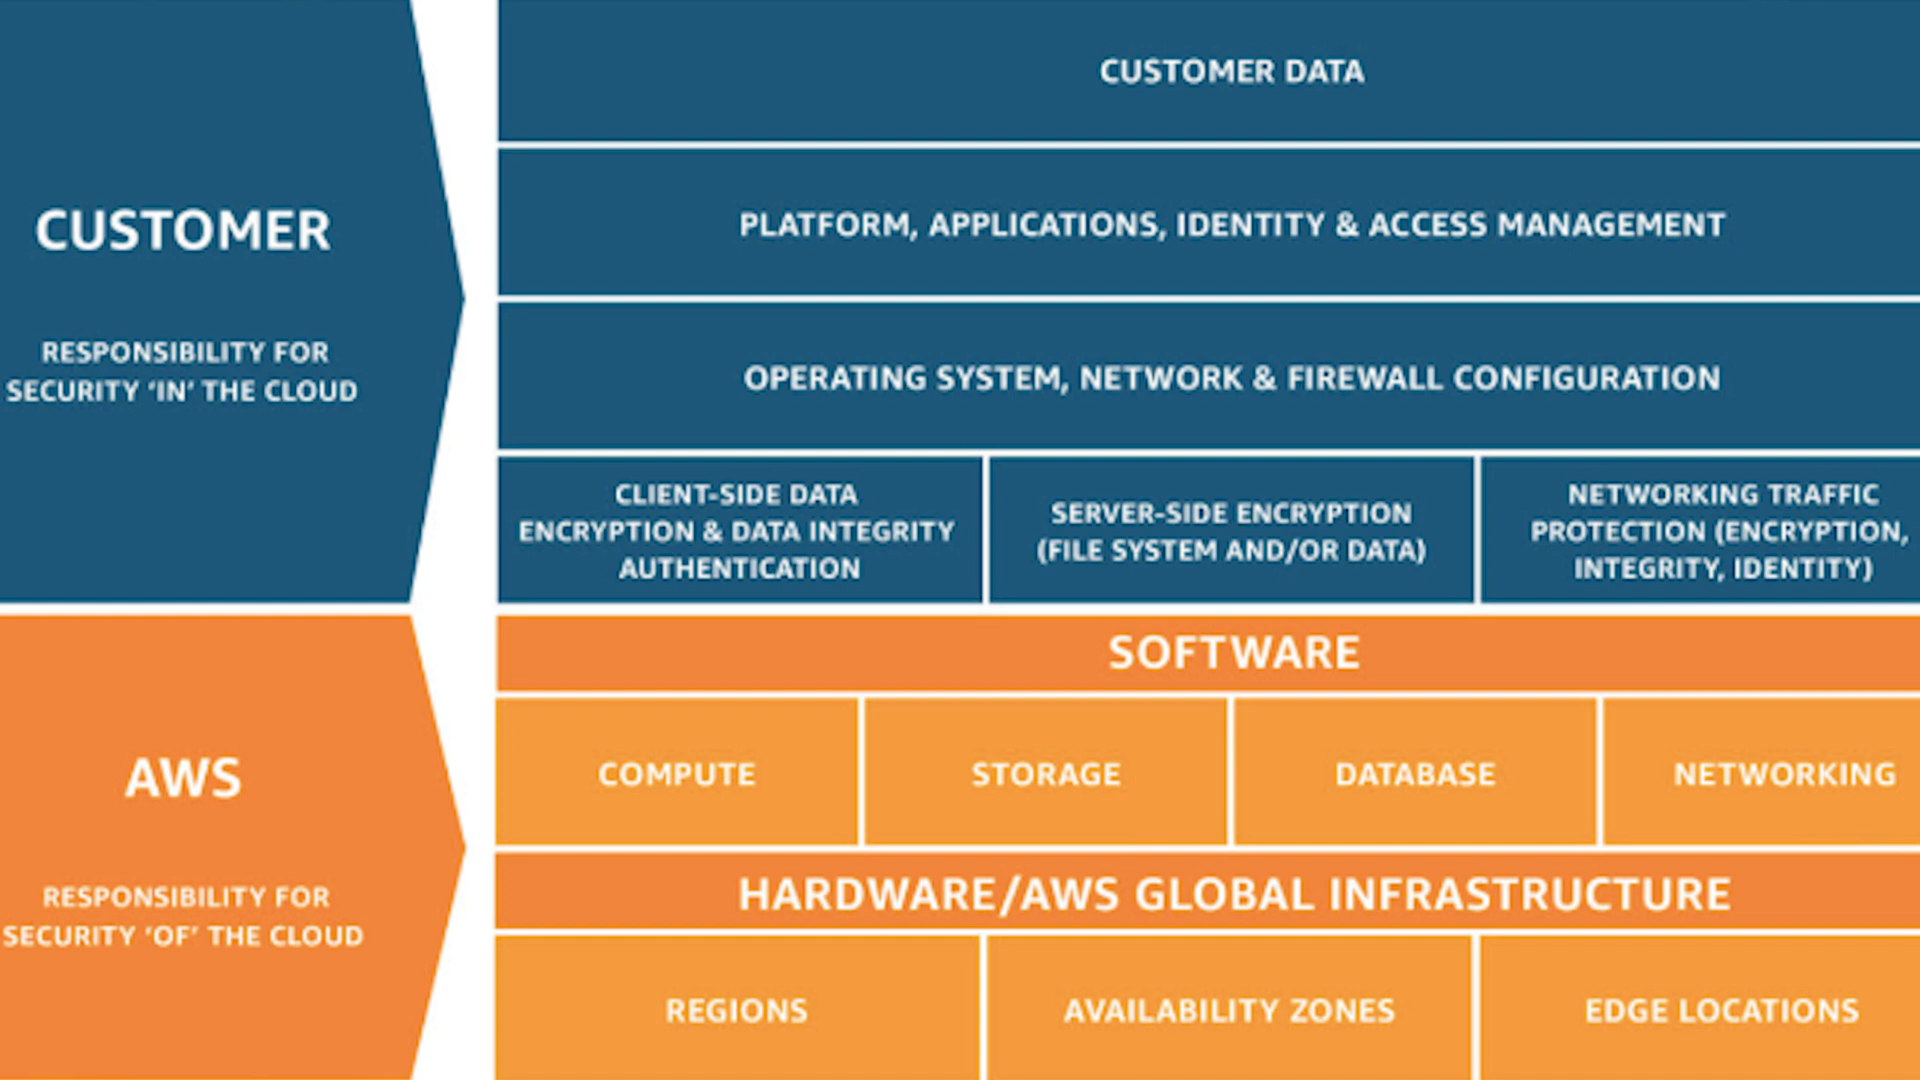 CUSTOMER
RESPONSIBILITY FOR
SECURITY ‘IN’ THE CLOUD
CUSTOMER DATA
PLATFORM, APPLICATIONS, IDENTITY & ACCESS MANAGEMENT
OPERATING SYSTEM, NETWORK & FIREWALL CONFIGURATION
CLIENT-SIDE DATA
ENCRYPTION & DATA INTEGRITY
AUTHENTICATION
SERVER-SIDE ENCRYPTION
(FILE SYSTEM AND/OR DATA)
NETWORKING TRAFFIC
PROTECTION (ENCRYPTION,
INTEGRITY, IDENTITY)
AWS
RESPONSIBILITY FOR
SECURITY ‘OF’ THE CLOUD
SOFTWARE
COMPUTE
STORAGE
DATABASE
NETWORKING
HARDWARE/AWS GLOBAL INFRASTRUCTURE
REGIONS
AVAILABILITY ZONES
EDGE LOCATIONS